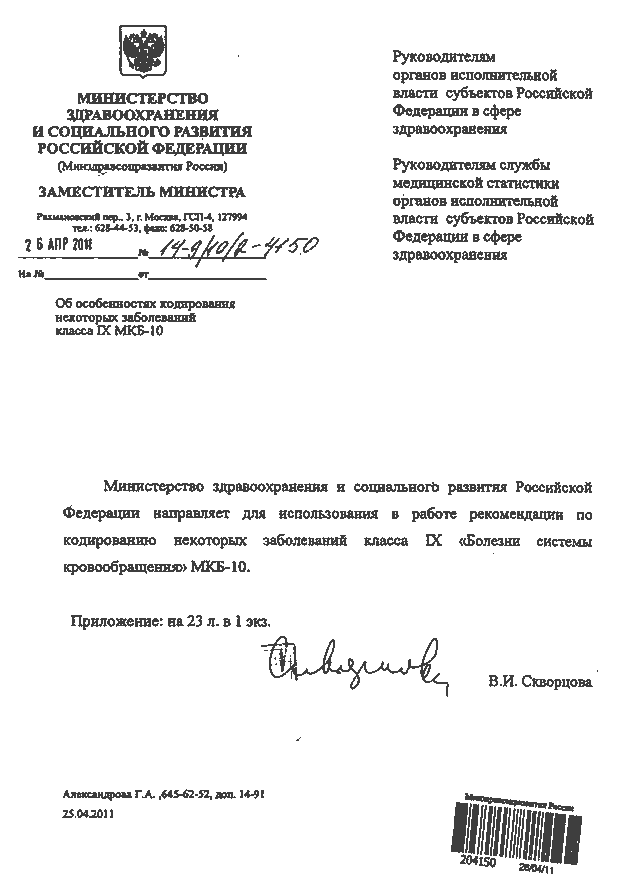 МИНИСТЕРСТВО
ЗДРАВООХРАНЕНИЯ
И СОЦИАЛЬНОГО РАЗВИТИЯ
РОССИЙСКОЙ ФЕДЕРАЦИИ
(Минздравсоцразвития России)
ЗАМЕСТИТЕЛЬ МИНИСТРА
Рахмановский пер., 3, г. Москва, ГСП-4, 127994
тел.: 628-44-53, факс: 628-50-58
26 АПР 2011 № 14-9/10/2-4150
На № от
Руководителям
органов исполнительной
власти субъектов Российской
Федерации в сфере
здравоохранения
Руководителям службы
медицинской статистики
органов исполнительной
власти субъектов Российской
Федерации в сфере
здравоохранения
Об особенностях кодирования
некоторых заболеваний
класса IX МКБ-10
Министерство здравоохранения и социального развития Российской
Федерации направляет для использования в работе рекомендации по
кодированию некоторых заболеваний класса IX «Болезни системы
кровообращения» МКБ-10.
Приложение: на 23 л. в 1 экз.
В.И. Скворцова
Александрова Г.А. ,645-62-52, доп. 14-91
25.04.2011
Минздравсоцразвития России
204150 26/04/11